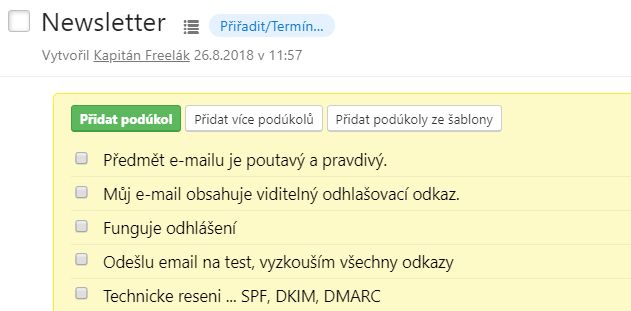 Newsletter Přiřadit/Termín...
Vytvořil Kapitán Freelák 26.8.2018 v 11:57
Přidat podúkol Přidat více podúkolů Přidat podúkoly ze šablony
Předmět e-mailu je poutavý a pravdivý.
Můj e-mail obsahuje viditelný odhlašovací odkaz.
Funguje odhlášení
Odešlu email na test, vyzkouším všechny odkazy
Technicke reseni ... SPF, DKIM, DMARC